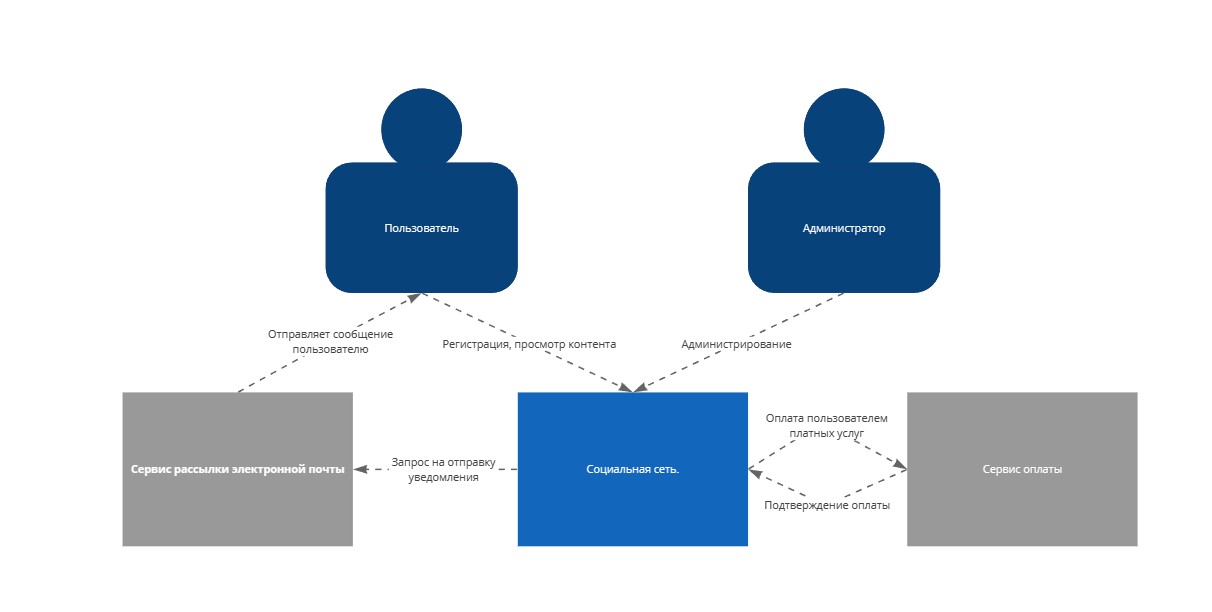 Пользователь
Администратор
Отправляет сообщение
пользователю
Регистрация, просмотр контента
Администрирование
Сервис рассылки электронной почты
Запрос на отправку
уведомления
Социальная сеть.
Оплата пользователем
платных услуг
Подтверждение оплаты
Сервис оплаты